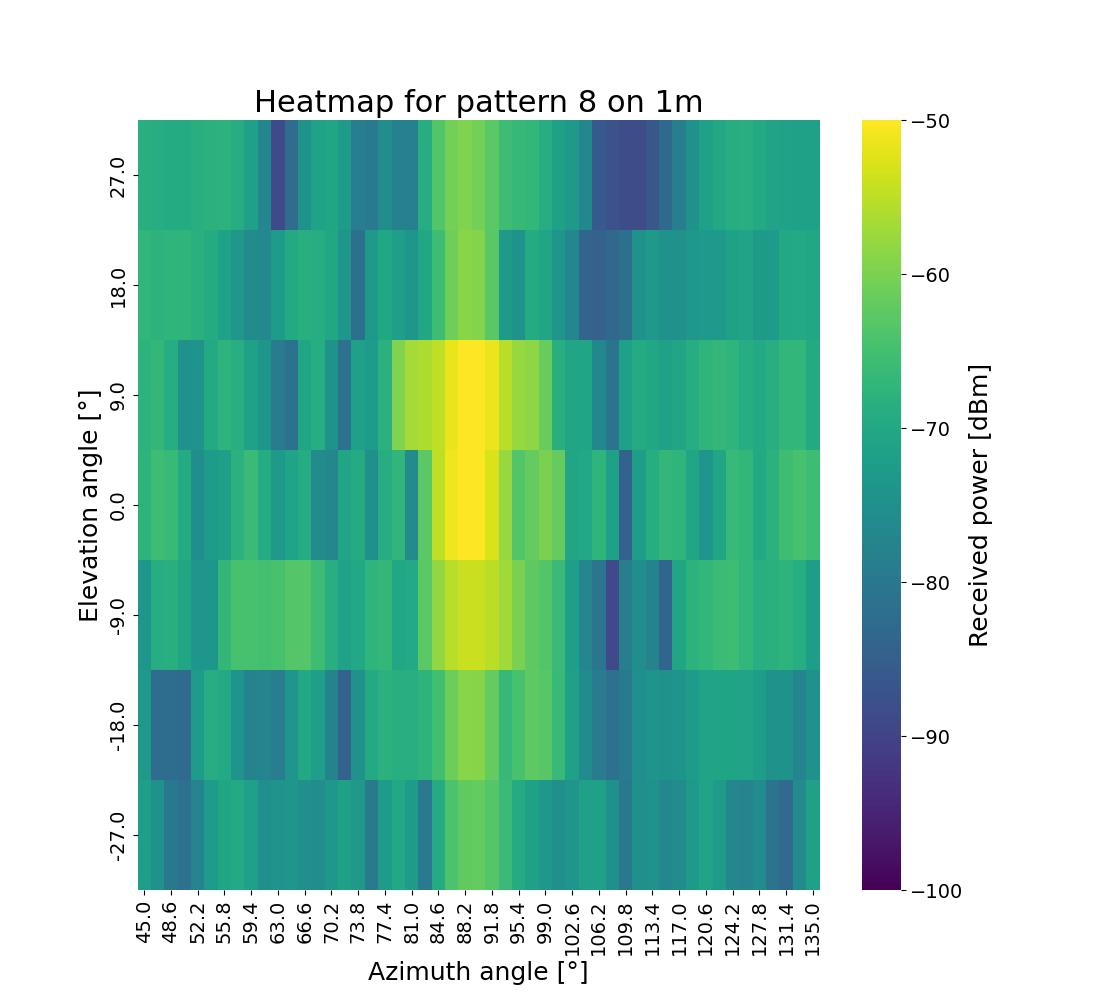 Heatmap for pattern 8 on 1m
Elevation angle [°]
27.0
18.0
9.0
0.0
-9.0
-18.0
-27.0
45.0 48.6 52.2 55.8 59.4 63.0 66.6 70.2 73.8 77.4 81.0 84.6 88.2 91.8 95.4 99.0 102.6 106.2 109.8 113.4 117.0 120.6 124.2 127.8 131.4 135.0
Azimuth angle [°]
−50
−60
−70
−80
−90
−100
Received power [dBm]